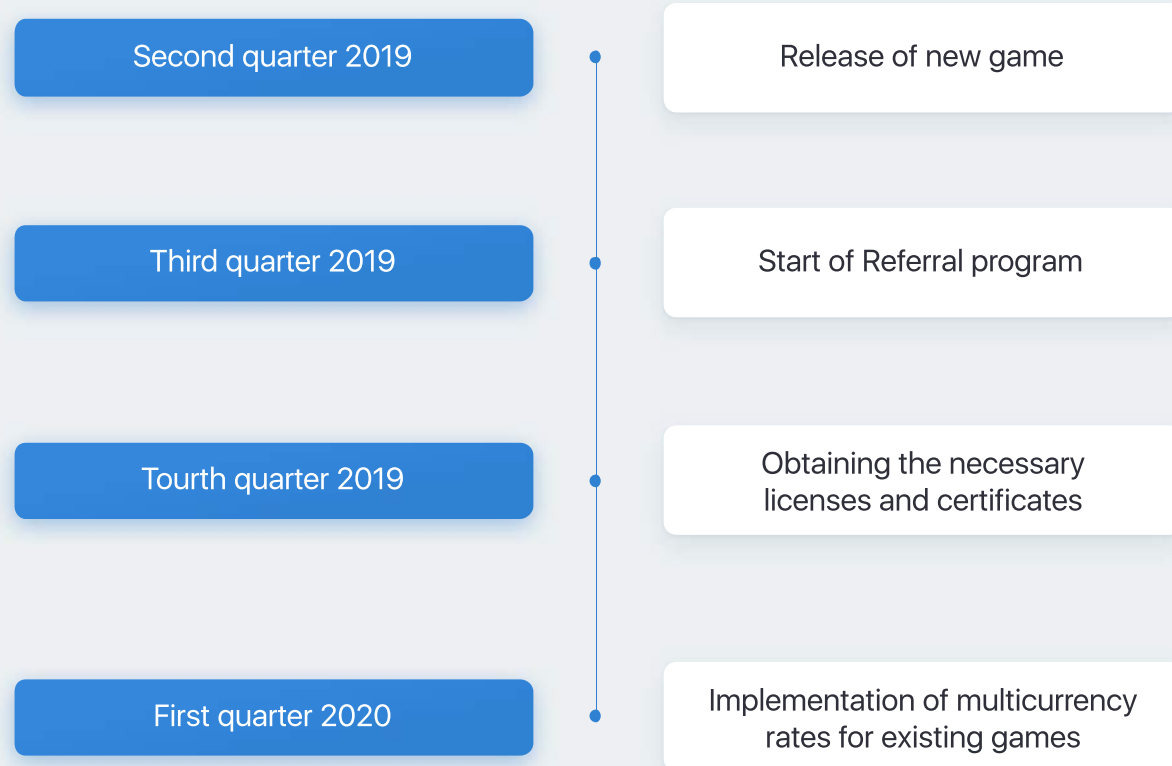 Second quarter 2019
Release of new game
Third quarter 2019
Start of Referral program
Tourth quarter 2019
Obtaining the necessary
licenses and certificates
First quarter 2020
Implementation of multicurrency
rates for existing games